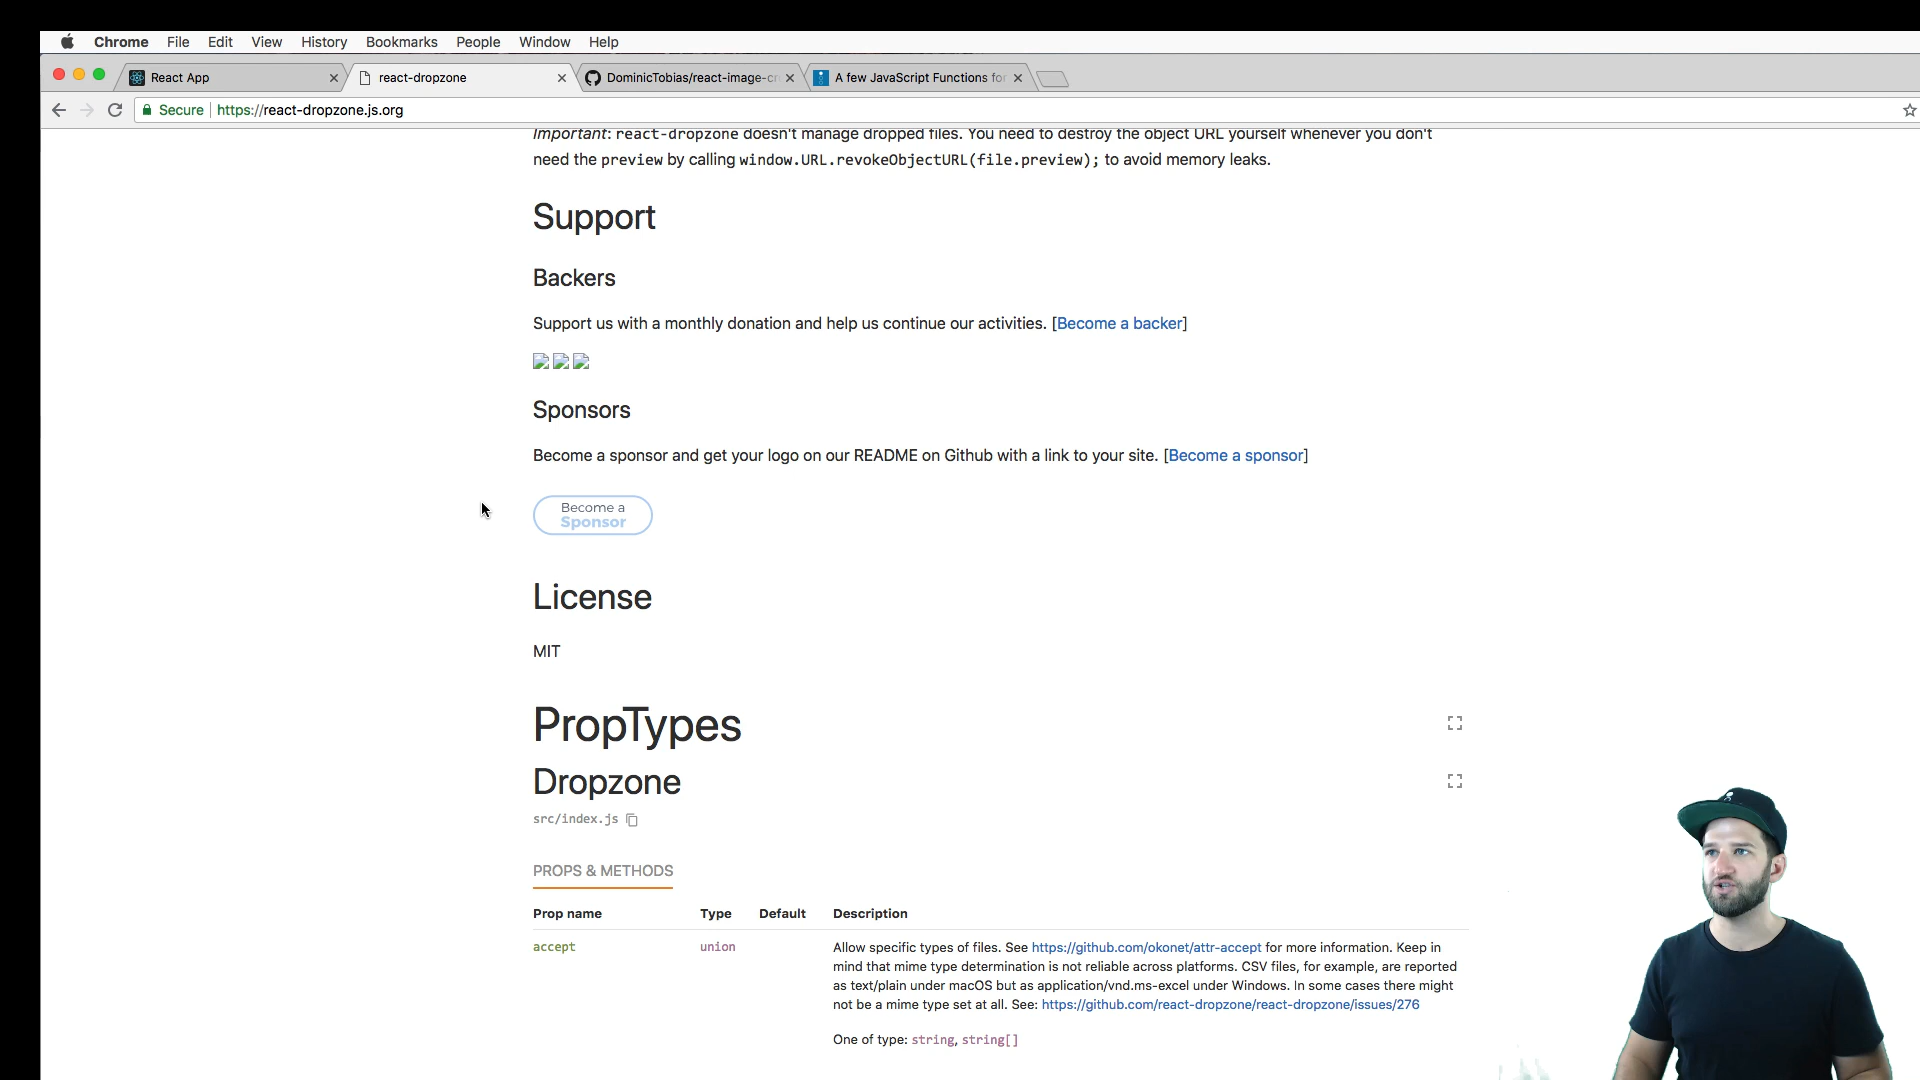 Chrome File Edit View History Bookmarks People Window Help
React App react-dropzone DominicTobias/react-image-cr A few JavaScript Functions for
Secure https://react-dropzone.js.org
Important: react-dropzone doesn't manage dropped files. You need to destroy the object URL yourself whenever you don't
need the preview by calling window.URL.revokeObjectURL(file.preview); to avoid memory leaks.
Support
Backers
Support us with a monthly donation and help us continue our activities. [Become a backer]
Sponsors
Become a sponsor and get your logo on our README on Github with a link to your site. [Become a sponsor]
Become a
Sponsor
License
MIT
PropTypes
Dropzone
src/index.js
PROPS & METHODS
Prop name Type Default Description
accept union Allow specific types of files. See https://github.com/okonet/attr-accept for more information. Keep in
mind that mime type determination is not reliable across platforms. CSV files, for example, are reported
as text/plain under macOS but as application/vnd.ms-excel under Windows. In some cases there might
not be a mime type set at all. See: https://github.com/react-dropzone/react-dropzone/issues/276
One of type: string, string[]